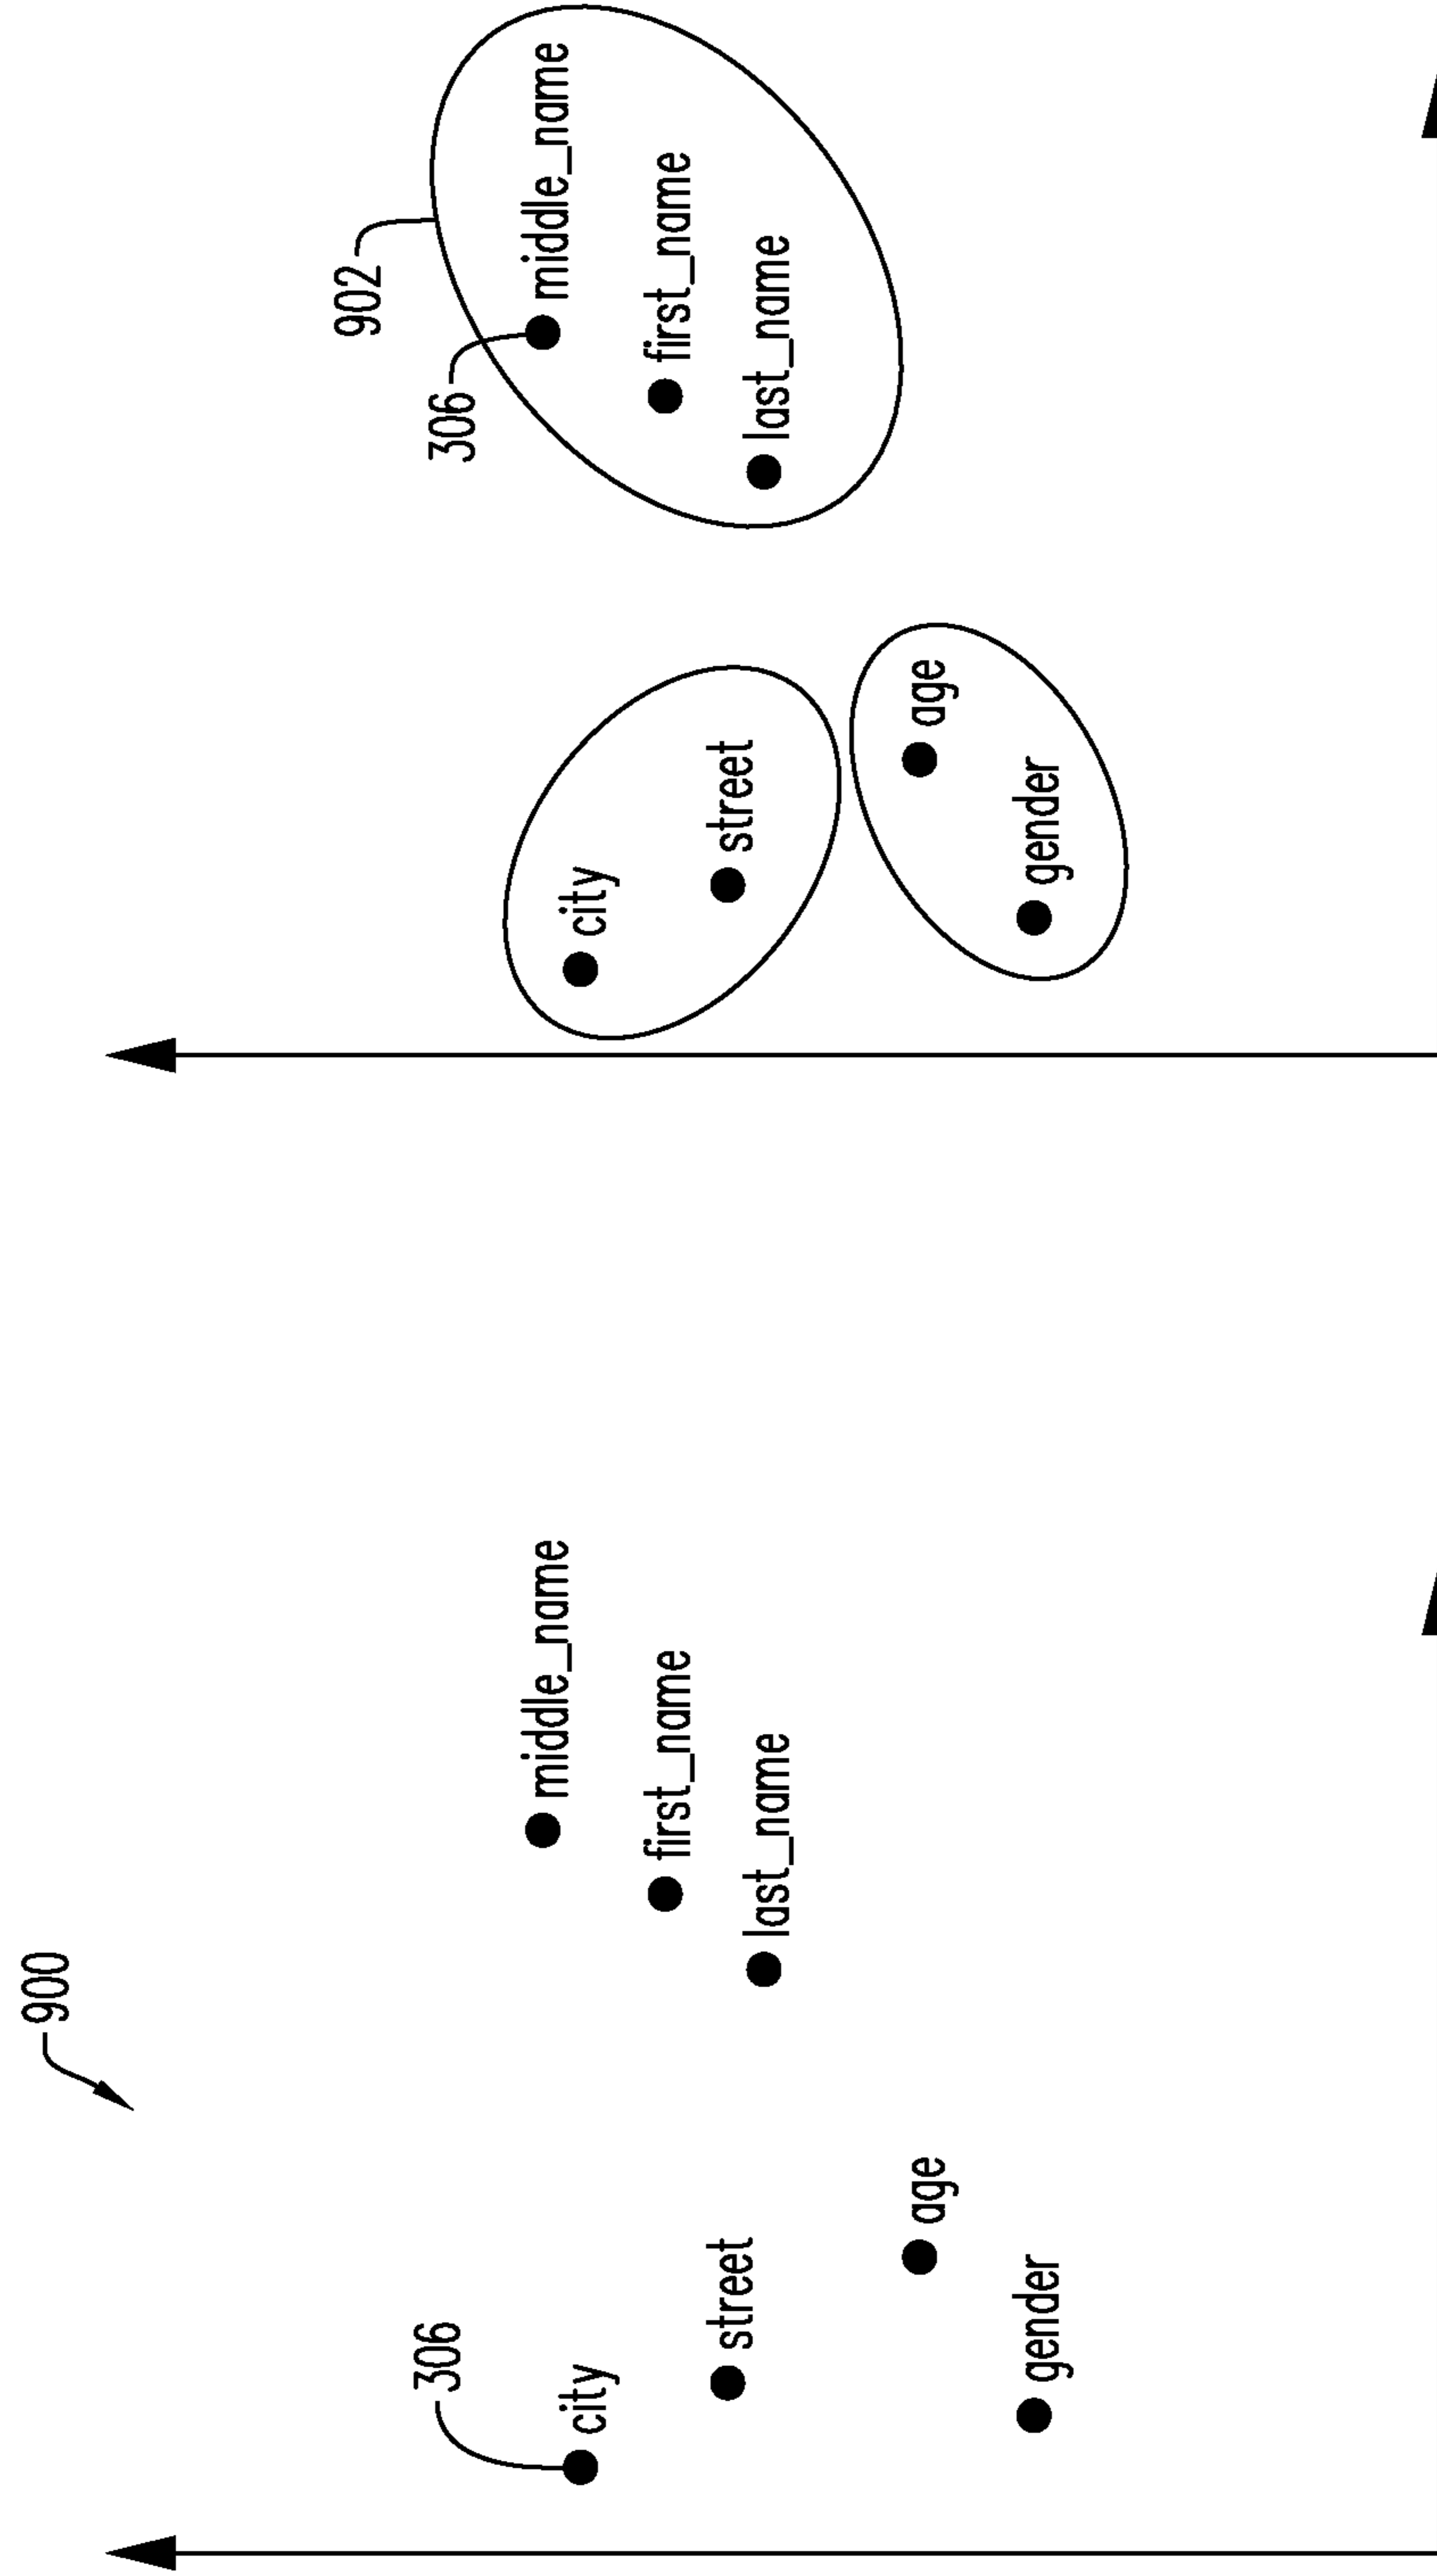 900
306
city
street
age
gender
middle_name
first_name
last_name
902
306
middle_name
first_name
last_name
city
street
age
gender